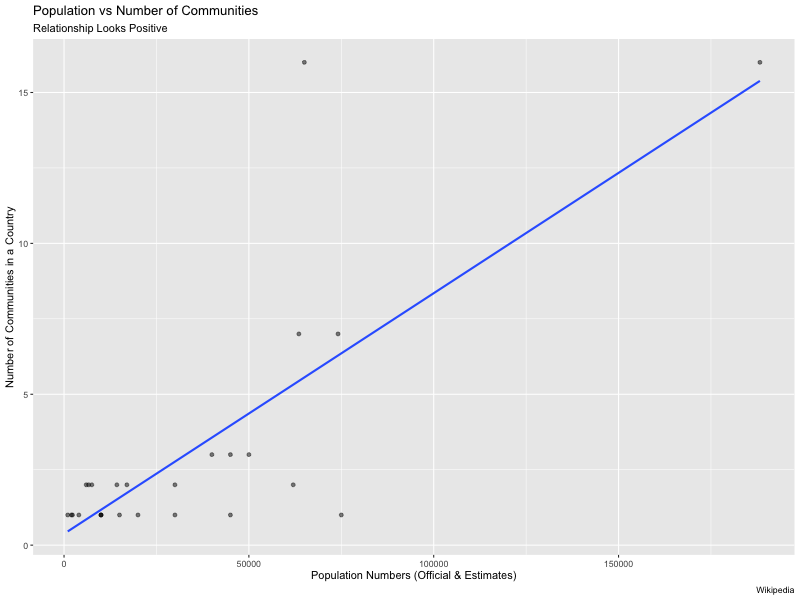 Population vs Number of Communities
Relationship Looks Positive
Number of Communities in a Country
15
10
5
0
0
50000
100000
150000
Population Numbers (Official & Estimates)
Wikipedia